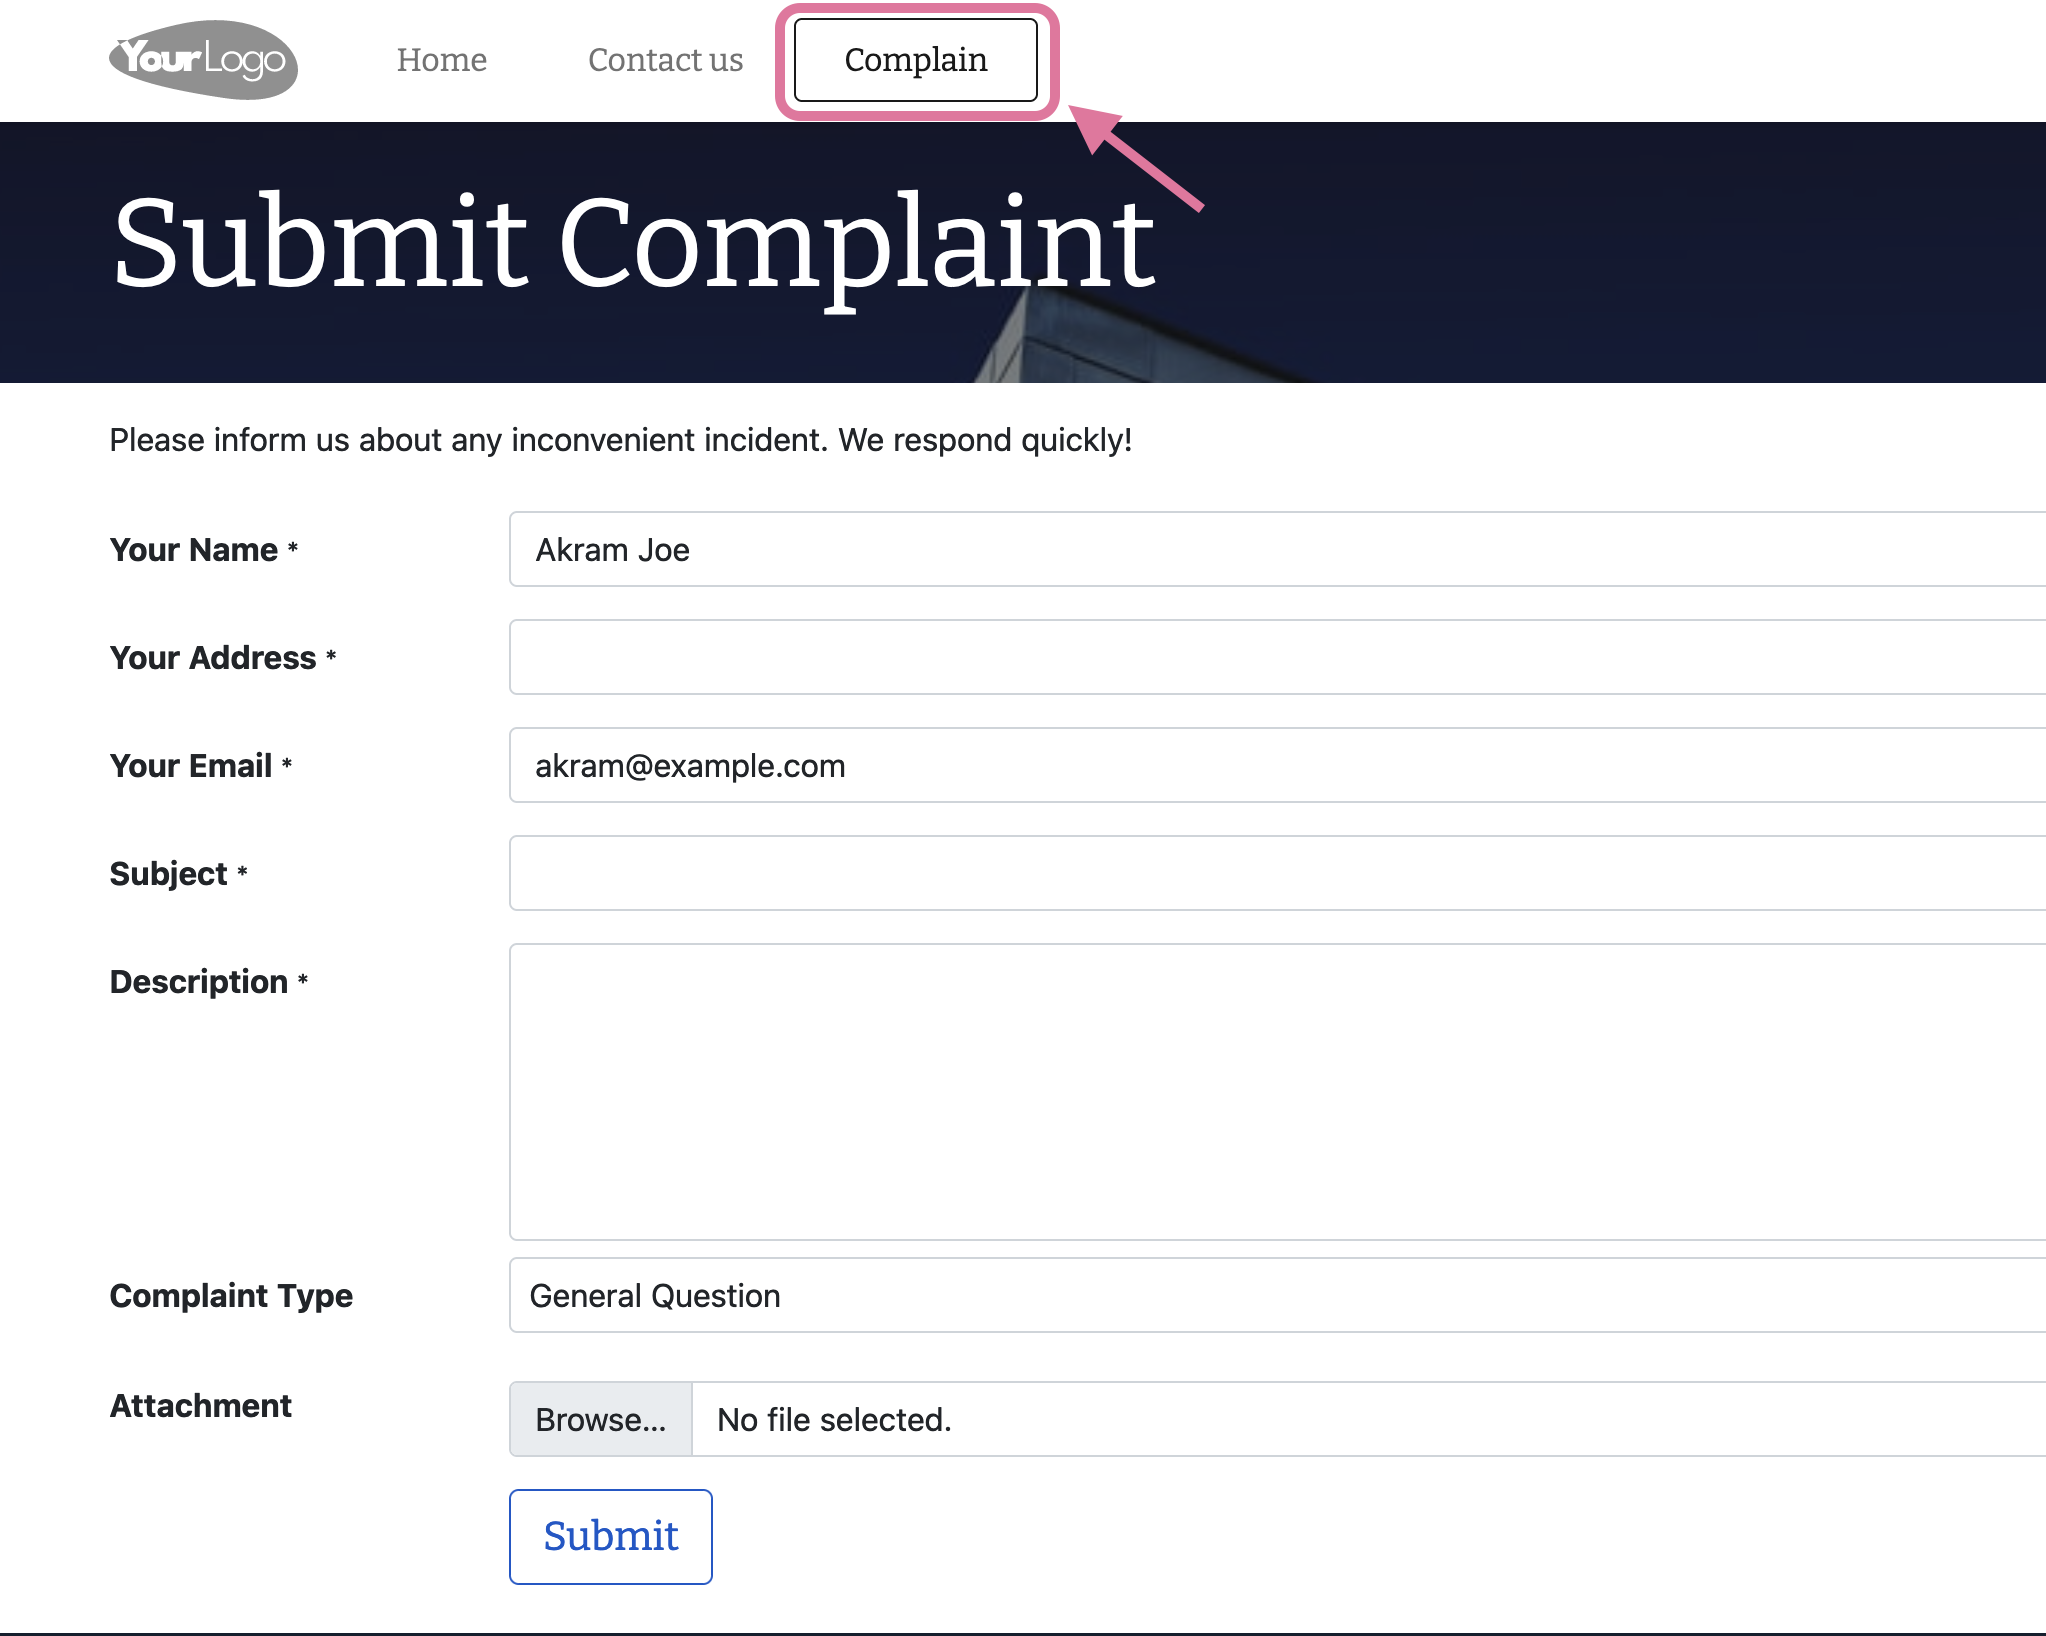 YourLogo
Home
Contact us
Complain
Submit Complaint
Please inform us about any inconvenient incident. We respond quickly!
Your Name *
Akram Joe
Your Address *
Your Email *
akram@example.com
Subject *
Description *
Complaint Type
General Question
Attachment
Browse...
No file selected.
Submit